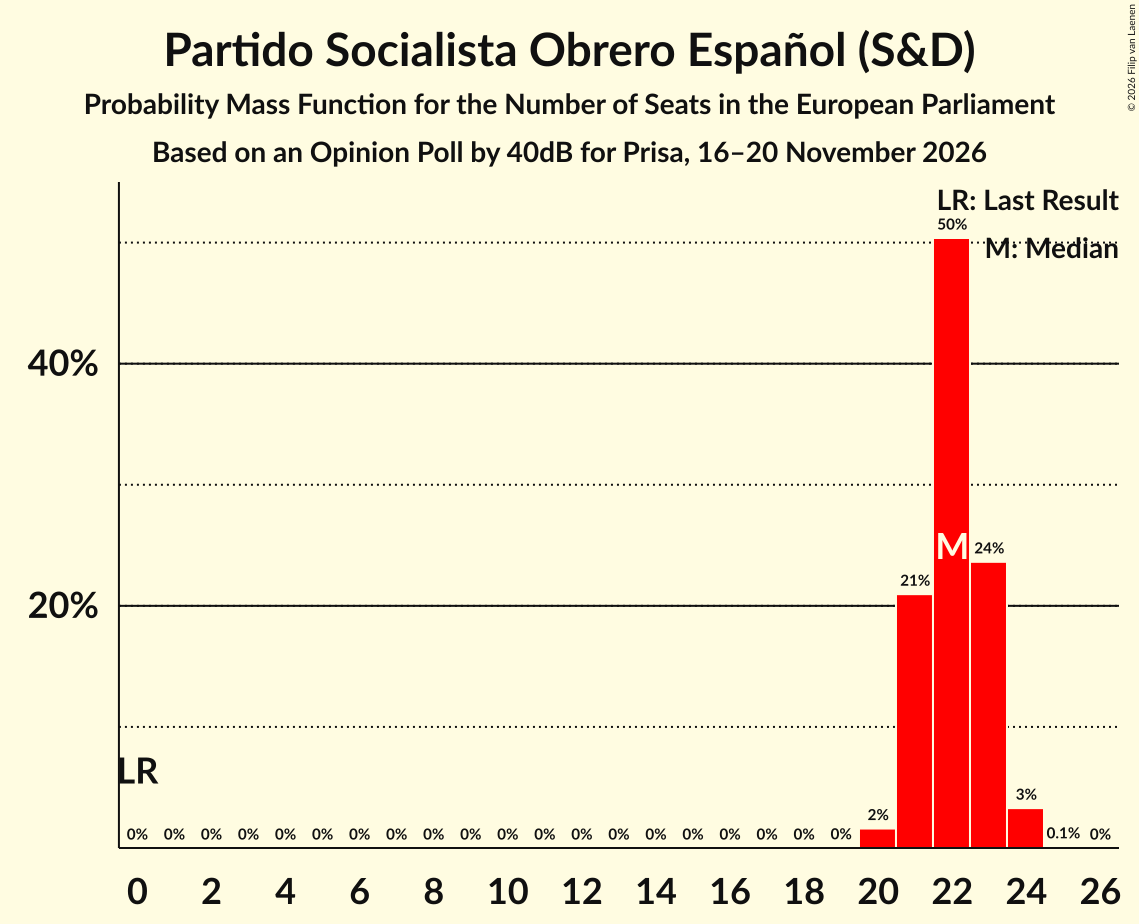 Partido Socialista Obrero Español (S&D)
Probability Mass Function for the Number of Seats in the European Parliament
Based on an Opinion Poll by 40dB for Prisa, 16–20 November 2026
© 2026 Filip van Laenen
LR: Last Result
M: Median
50%
40%
M
24%
21%
20%
LR
3%
2%
0% 0% 0% 0% 0% 0% 0% 0% 0% 0% 0% 0% 0% 0% 0% 0% 0% 0% 0% 0% 0.1% 0%
0 2 4 6 8 10 12 14 16 18 20 22 24 26